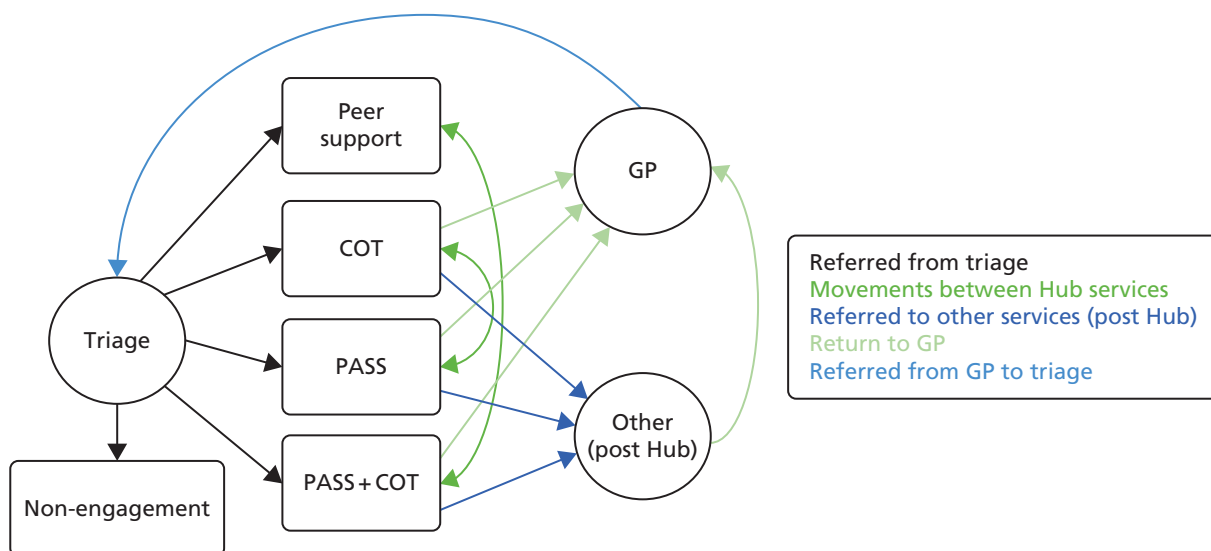 Peer
support
GP
COT
Triage
PASS
Other
(post Hub)
PASS + COT
Non-engagement
Referred from triage
Movements between Hub services
Referred to other services (post Hub)
Return to GP
Referred from GP to triage